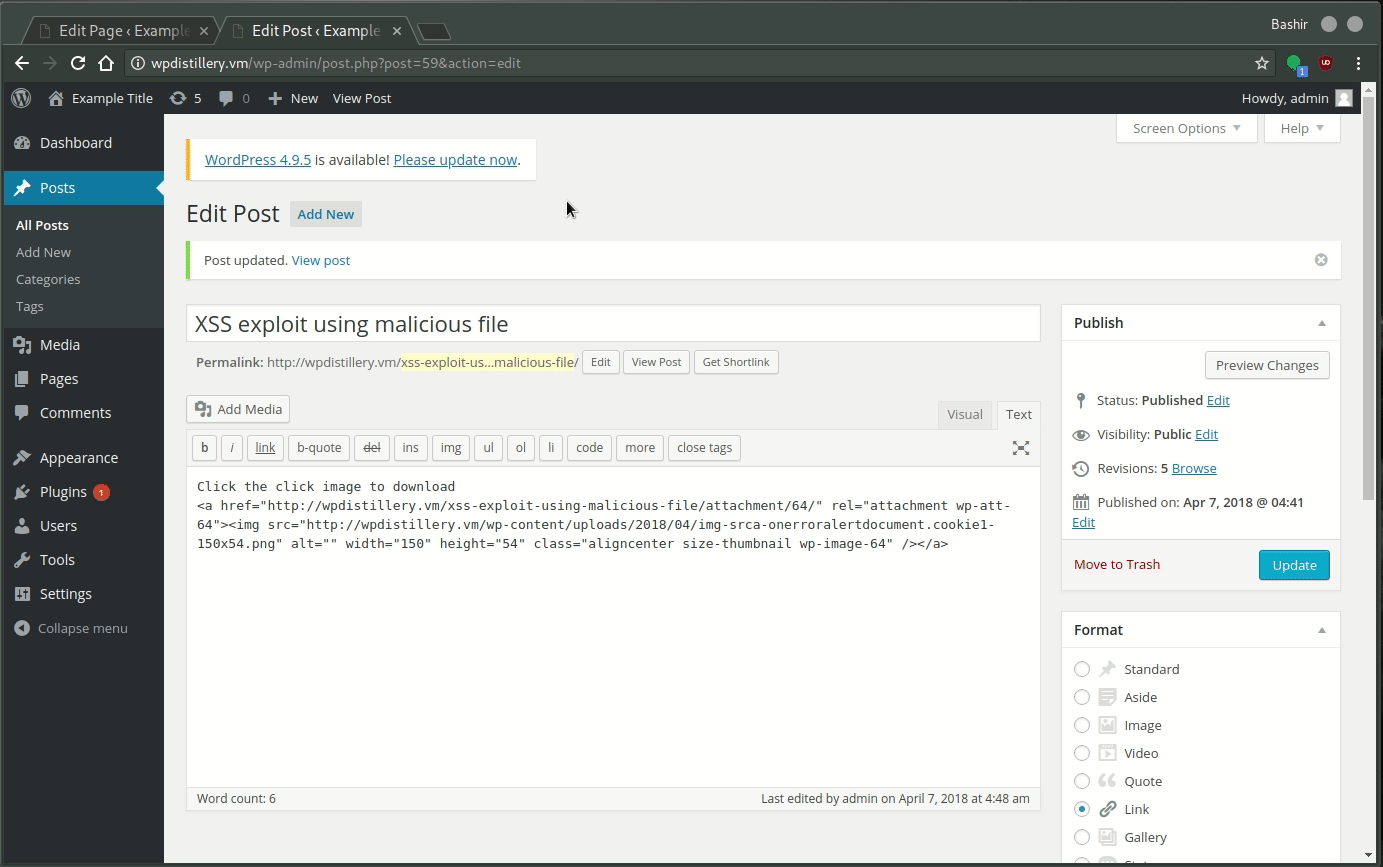 Edit Page ‹ Example
Edit Post ‹ Example
Bashir
wpdistillery.vm/wp-admin/post.php?post=59&action=edit
1
Example Title
5
0
New
View Post
Howdy, admin
Dashboard
Posts
All Posts
Add New
Categories
Tags
Media
Pages
Comments
Appearance
Plugins 1
Users
Tools
Settings
Collapse menu
Screen Options
Help
WordPress 4.9.5 is available! Please update now.
Edit Post Add New
Post updated. View post
XSS exploit using malicious file
Permalink: http://wpdistillery.vm/xss-exploit-us...malicious-file/ Edit View Post Get Shortlink
Add Media
Visual Text
b i link b-quote del ins img ul ol li code more close tags
Click the click image to download
<a href="http://wpdistillery.vm/xss-exploit-using-malicious-file/attachment/64/" rel="attachment wp-att-
64"><img src="http://wpdistillery.vm/wp-content/uploads/2018/04/img-srca-onerroralertdocument.cookie1-
150x54.png" alt="" width="150" height="54" class="aligncenter size-thumbnail wp-image-64" /></a>
Word count: 6
Last edited by admin on April 7, 2018 at 4:48 am
Publish
Preview Changes
Status: Published Edit
Visibility: Public Edit
Revisions: 5 Browse
Published on: Apr 7, 2018 @ 04:41
Edit
Move to Trash
Update
Format
Standard
Aside
Image
Video
Quote
Link
Gallery